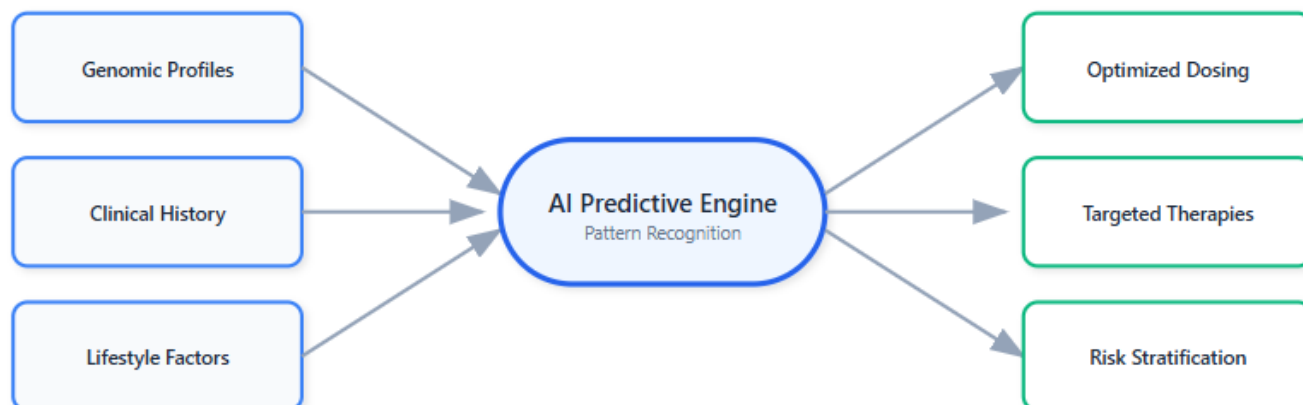 Genomic Profiles
Optimized Dosing
AI Predictive Engine
Pattern Recognition
Clinical History
Targeted Therapies
Lifestyle Factors
Risk Stratification